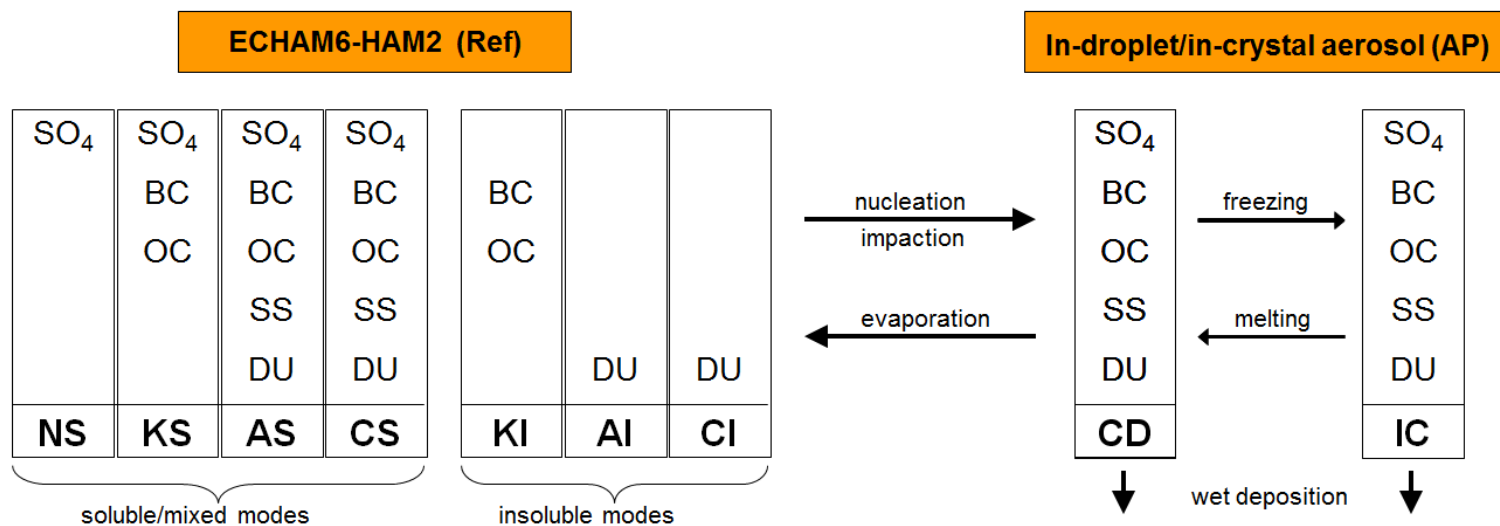 ECHAM6-HAM2 (Ref)
In-droplet/in-crystal aerosol (AP)
SO₄ SO₄ SO₄ SO₄ SO₄ SO₄
BC BC BC BC BC BC
nucleation freezing
OC OC OC OC OC OC
impaction
SS SS SS SS
evaporation melting
DU DU DU DU DU DU
NS KS AS CS KI AI CI CD IC
wet deposition
soluble/mixed modes insoluble modes